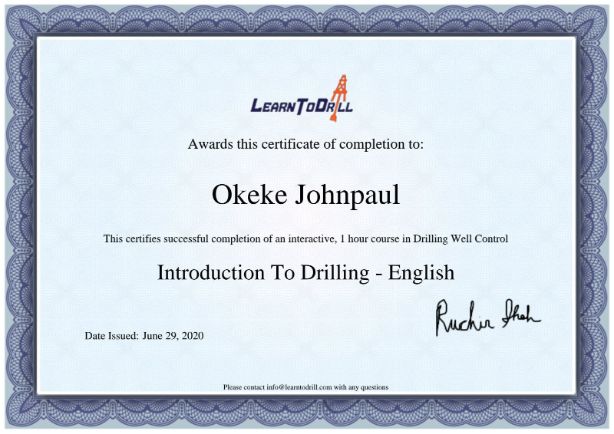 LEARNTODRILL
Awards this certificate of completion to:
Okeke Johnpaul
This certifies successful completion of an interactive, 1 hour course in Drilling Well Control
Introduction To Drilling - English
Ruchir Shah
Date Issued: June 29, 2020
Please contact info@learntodrill.com with any questions